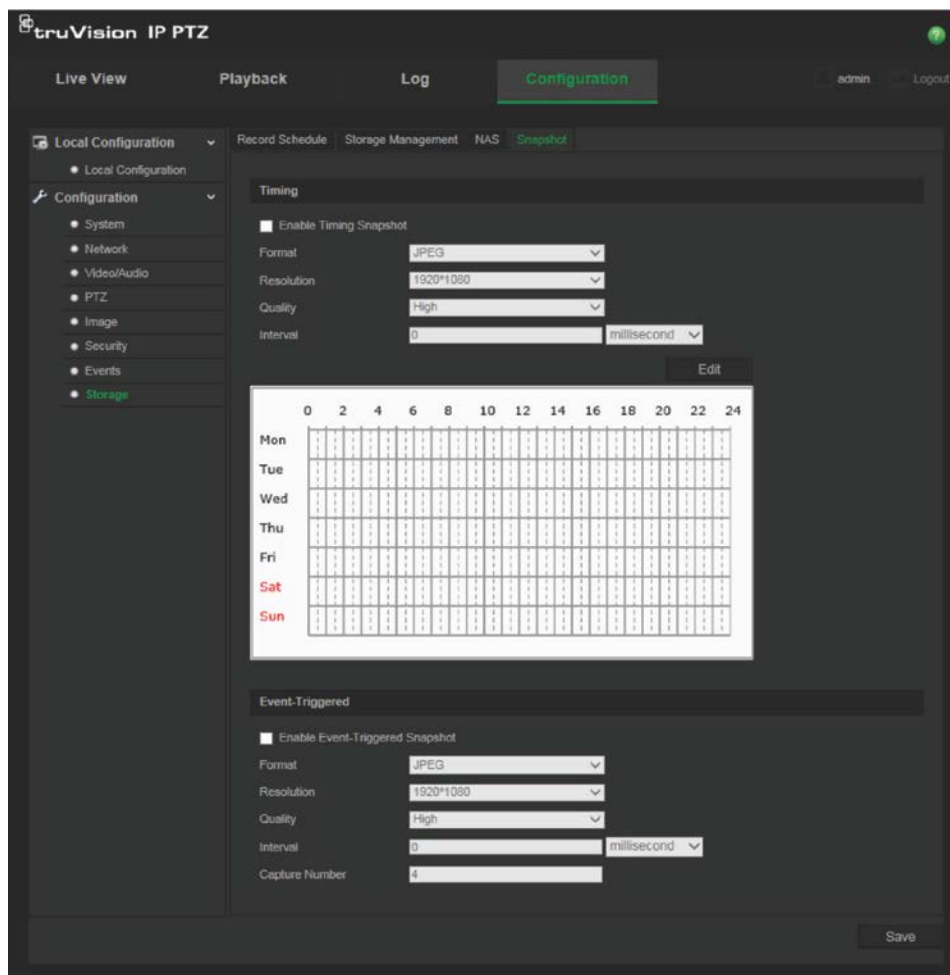 truVision IP PTZ
?
Live View Playback Log Configuration admin Logout
Local Configuration
Local Configuration
Configuration
System
Network
Video/Audio
PTZ
Image
Security
Events
Storage
Record Schedule Storage Management NAS Snapshot
Timing
Enable Timing Snapshot
Format JPEG
Resolution 1920*1080
Quality High
Interval 0 millisecond
Edit
0 2 4 6 8 10 12 14 16 18 20 22 24
Mon
Tue
Wed
Thu
Fri
Sat
Sun
Event-Triggered
Enable Event-Triggered Snapshot
Format JPEG
Resolution 1920*1080
Quality High
Interval 0 millisecond
Capture Number 4
Save